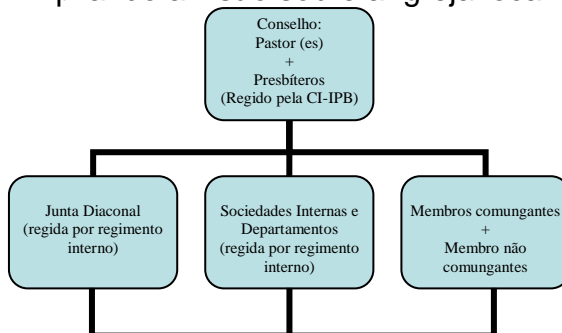 Conselho:
Pastor (es)
+
Presbíteros
(Regido pela CI-IPB)
Junta Diaconal
(regida por regimento
interno)
Sociedades Internas e
Departamentos
(regida por regimento
interno)
Membros comungantes
+
Membro não
comungantes